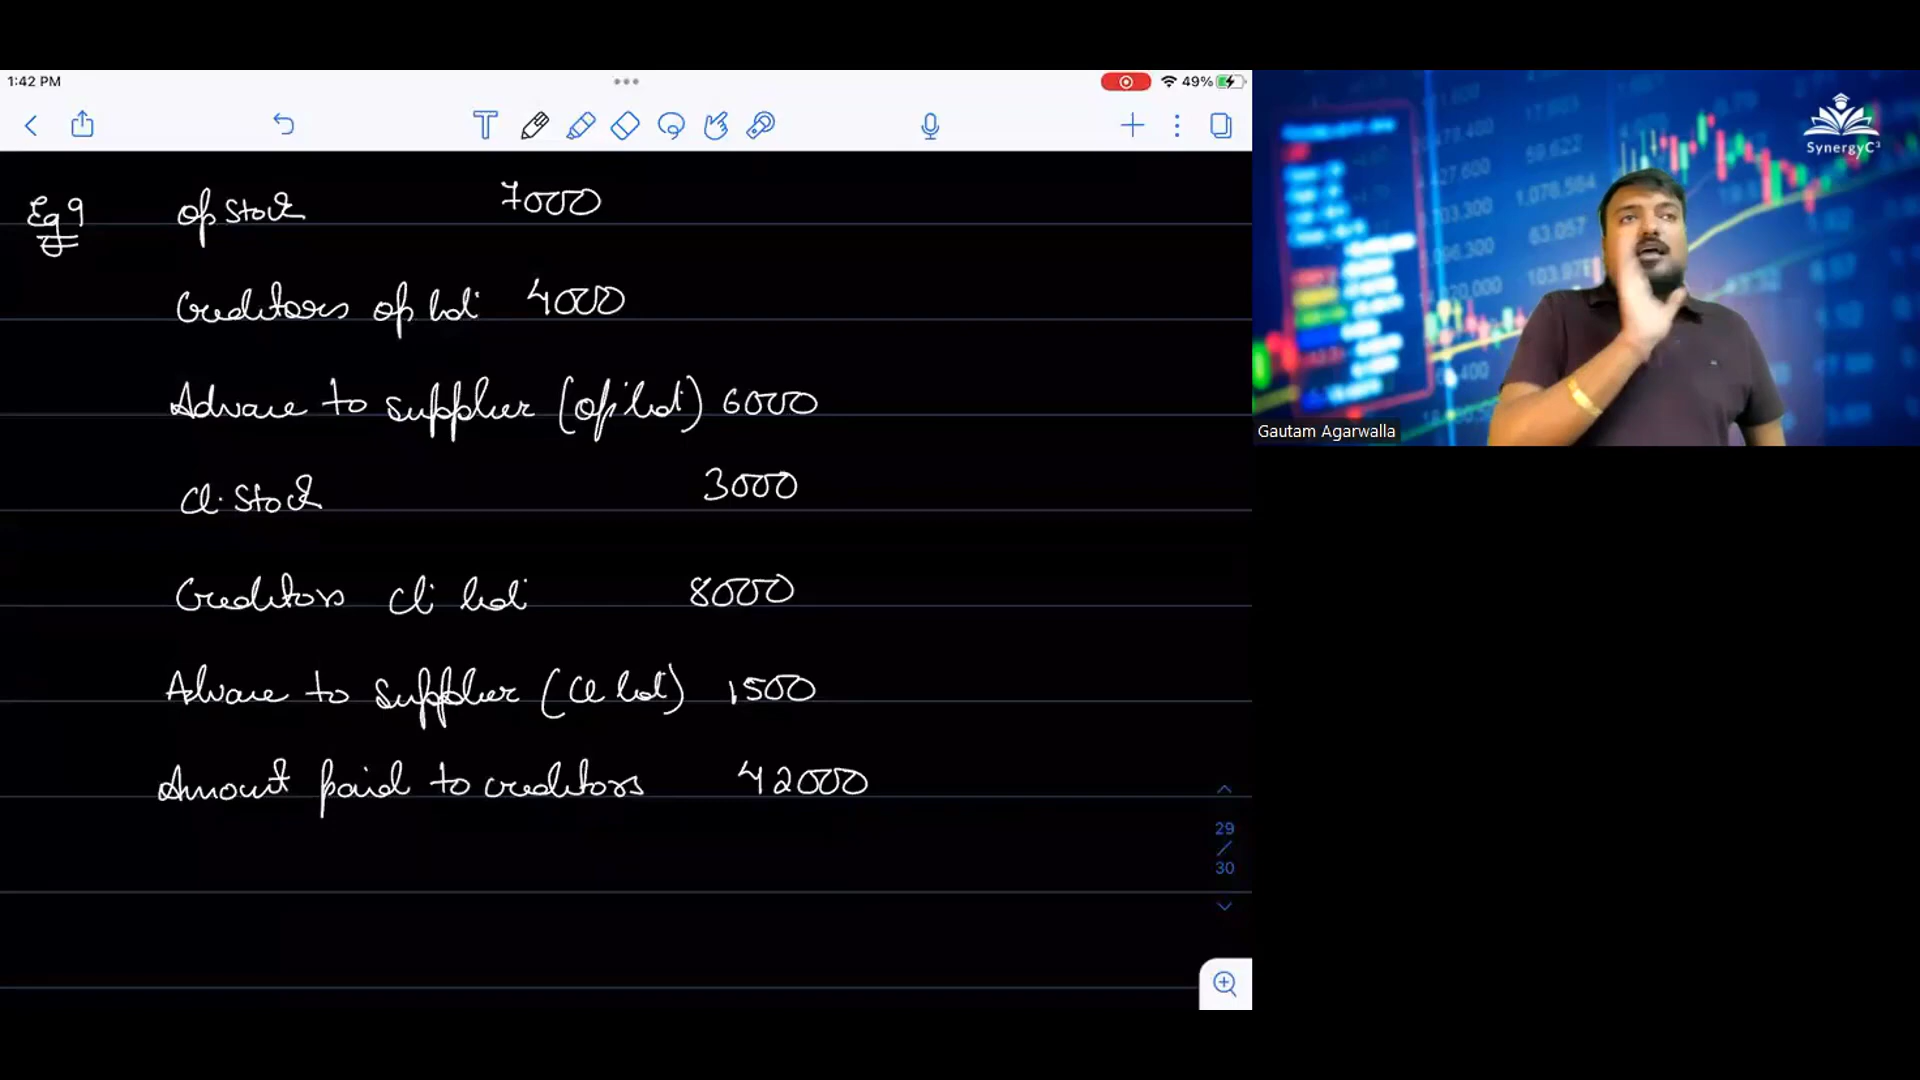 1:42 PM
49%
Eg 9 op Stock 7000
Creditors op bal 4000
Advance to supplier (op bal) 6000
Cl. Stock 3000
Creditors Cl bal 8000
Advance to supplier (Cl bal) 1500
Amount paid to creditors 42000
29
/
30
SynergyC³
Gautam Agarwalla